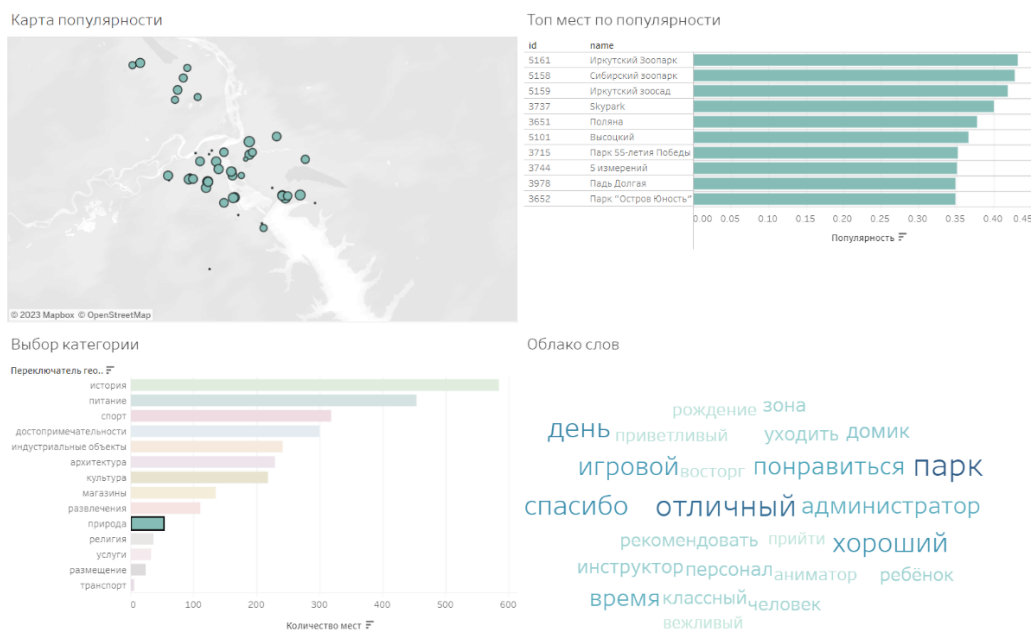 Карта популярности
© 2023 Mapbox © OpenStreetMap
Топ мест по популярности
id name
5161 Иркутский Зоопарк
5158 Сибирский зоопарк
5159 Иркутский зоосад
3737 Skypark
3651 Поляна
5101 Высоцкий
3715 Парк 55-летия Победы
3744 5 измерений
3978 Падь Долгая
3652 Парк "Остров Юность"
0.00 0.05 0.10 0.15 0.20 0.25 0.30 0.35 0.40 0.45
Популярность
Выбор категории
Переключатель гео..
история
питание
спорт
достопримечательности
индустриальные объекты
архитектура
культура
магазины
развлечения
природа
религия
услуги
размещение
транспорт
0 100 200 300 400 500 600
Количество мест
Облако слов
рождение зона
день приветливый уходить домик
игровой восторг понравиться парк
спасибо отличный администратор
рекомендовать прийти хороший
инструктор персонал аниматор ребёнок
время классный человек
вежливый